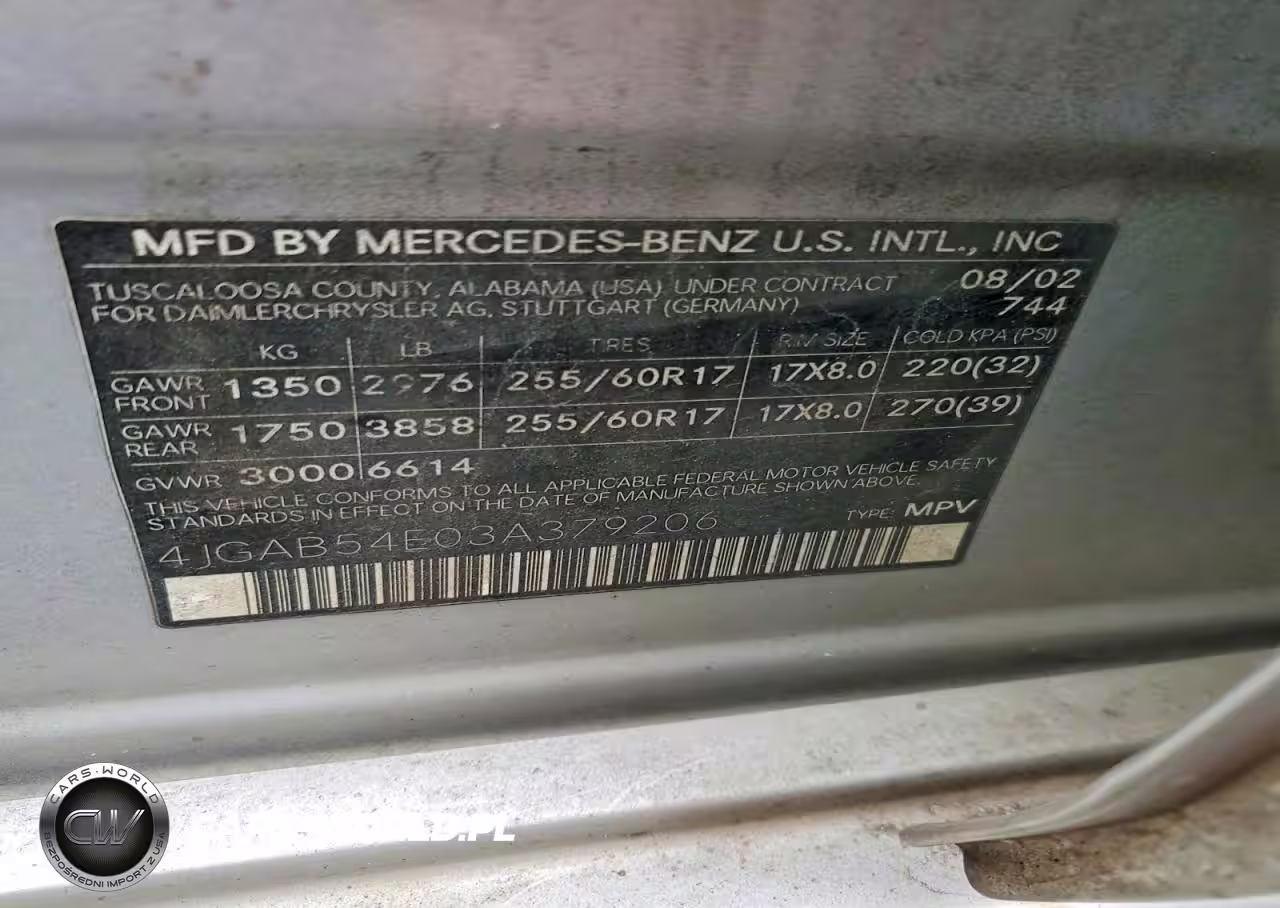 MFD BY MERCEDES-BENZ U.S. INTL., INC
TUSCALOOSA COUNTY, ALABAMA (USA) UNDER CONTRACT 08/02
FOR DAIMLERCHRYSLER AG, STUTTGART (GERMANY) 744
KG LB TIRES RIM SIZE COLD KPA (PSI)
GAWR FRONT 1350 2976 255/60R17 17X8.0 220(32)
GAWR REAR 1750 3858 255/60R17 17X8.0 270(39)
GVWR 3000 6614
THIS VEHICLE CONFORMS TO ALL APPLICABLE FEDERAL MOTOR VEHICLE SAFETY
STANDARDS IN EFFECT ON THE DATE OF MANUFACTURE SHOWN ABOVE.
4JGAB54E03A379206 TYPE: MPV
CARS-WORLD
CW
BEZPOŚREDNI IMPORT Z USA